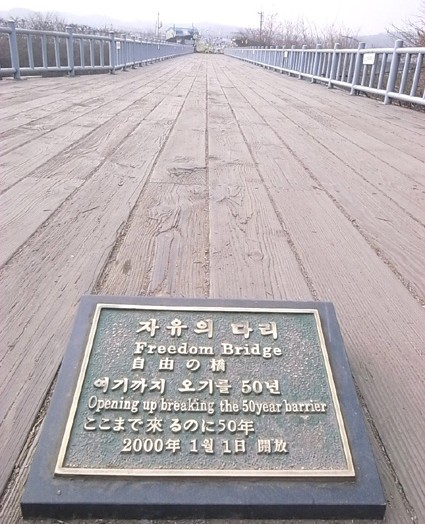 자유의 다리
Freedom Bridge
自由の橋
여기까지 오기를 50년
Opening up breaking the 50year barrier
ここまで來るのに50年
2000年 1월 1日 開放